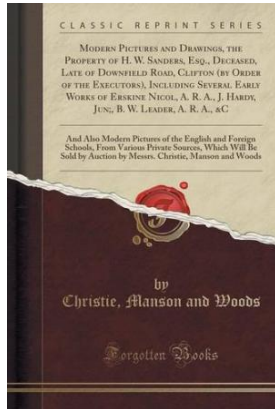 CLASSIC REPRINT SERIES
MODERN PICTURES AND DRAWINGS, THE
PROPERTY OF H. W. SANDERS, ESQ., DECEASED,
LATE OF DOWNFIELD ROAD, CLIFTON (BY ORDER
OF THE EXECUTORS), INCLUDING SEVERAL EARLY
WORKS OF ERSKINE NICOL, A. R. A., J. HARDY,
JUN;, B. W. LEADER, A. R. A., &C
And Also Modern Pictures of the English and Foreign
Schools, From Various Private Sources, Which Will Be
Sold by Auction by Messrs. Christie, Manson and Woods
by
Christie, Manson and Woods
Forgotten Books